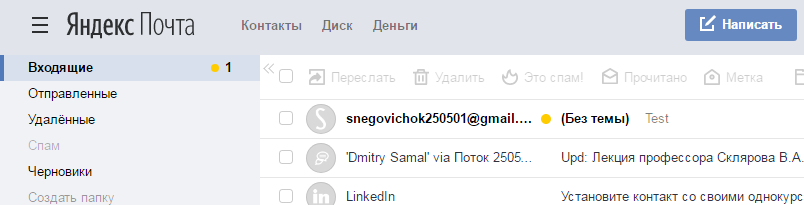 Яндекс Почта Контакты Диск Деньги Написать
Входящие 1
Отправленные
Удалённые
Спам
Черновики
Создать папку
Переслать Удалить Это спам! Прочитано Метка
snegovichok250501@gmail.... (Без темы) Test
'Dmitry Samal' via Поток 2505... Upd: Лекция профессора Склярова В.А.
LinkedIn Установите контакт со своими однокурс